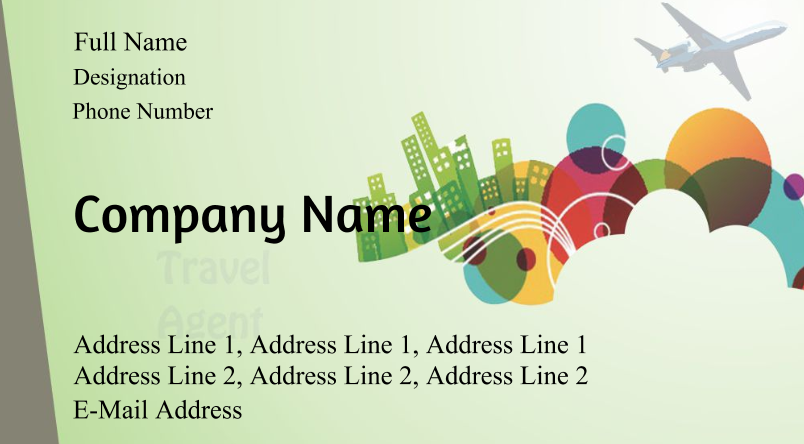 Full Name
Designation
Phone Number
Company Name
Travel
Agent
Address Line 1, Address Line 1, Address Line 1
Address Line 2, Address Line 2, Address Line 2
E-Mail Address